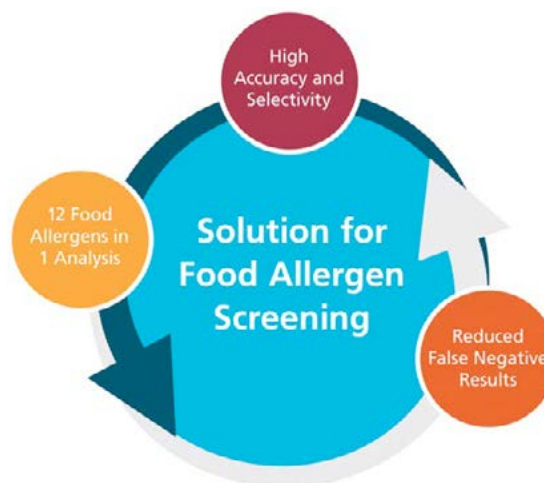 High
Accuracy and
Selectivity
12 Food
Allergens in
1 Analysis
Solution for
Food Allergen
Screening
Reduced
False Negative
Results